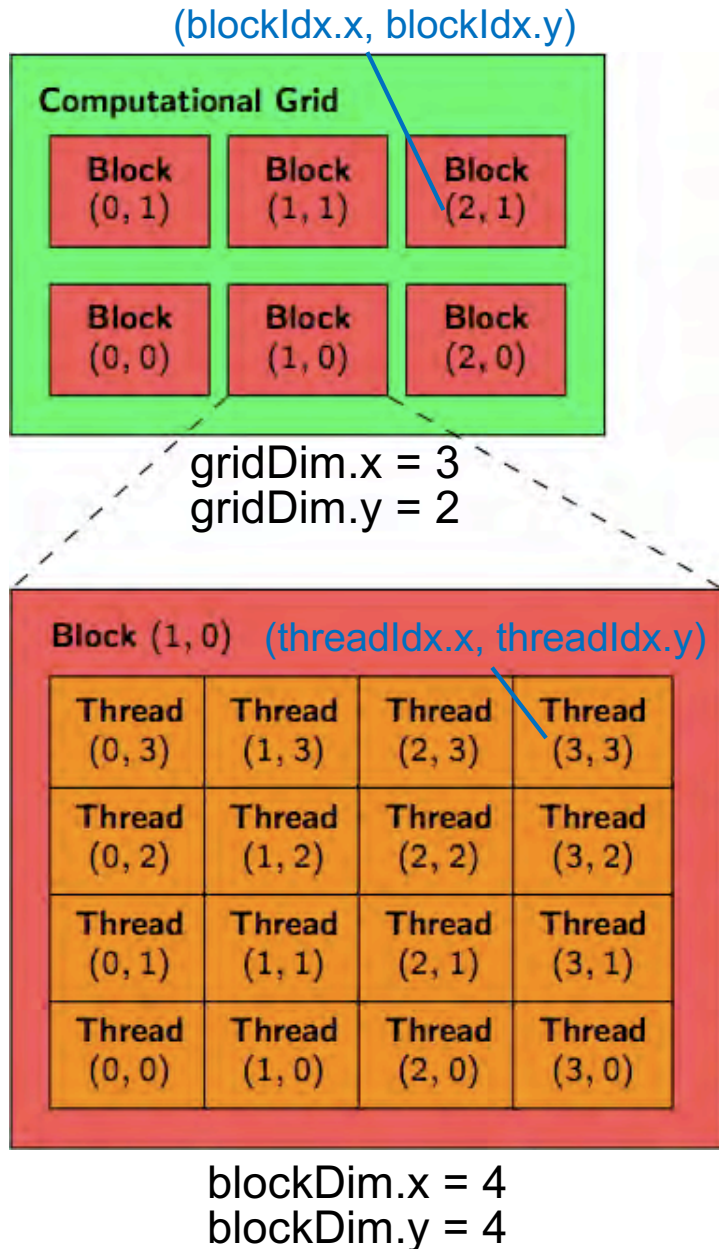 (blockIdx.x, blockIdx.y)
Computational Grid
Block Block Block
(0, 1) (1, 1) (2, 1)
Block Block Block
(0, 0) (1, 0) (2, 0)
gridDim.x = 3
gridDim.y = 2
Block (1, 0) (threadIdx.x, threadIdx.y)
Thread Thread Thread Thread
(0, 3) (1, 3) (2, 3) (3, 3)
Thread Thread Thread Thread
(0, 2) (1, 2) (2, 2) (3, 2)
Thread Thread Thread Thread
(0, 1) (1, 1) (2, 1) (3, 1)
Thread Thread Thread Thread
(0, 0) (1, 0) (2, 0) (3, 0)
blockDim.x = 4
blockDim.y = 4